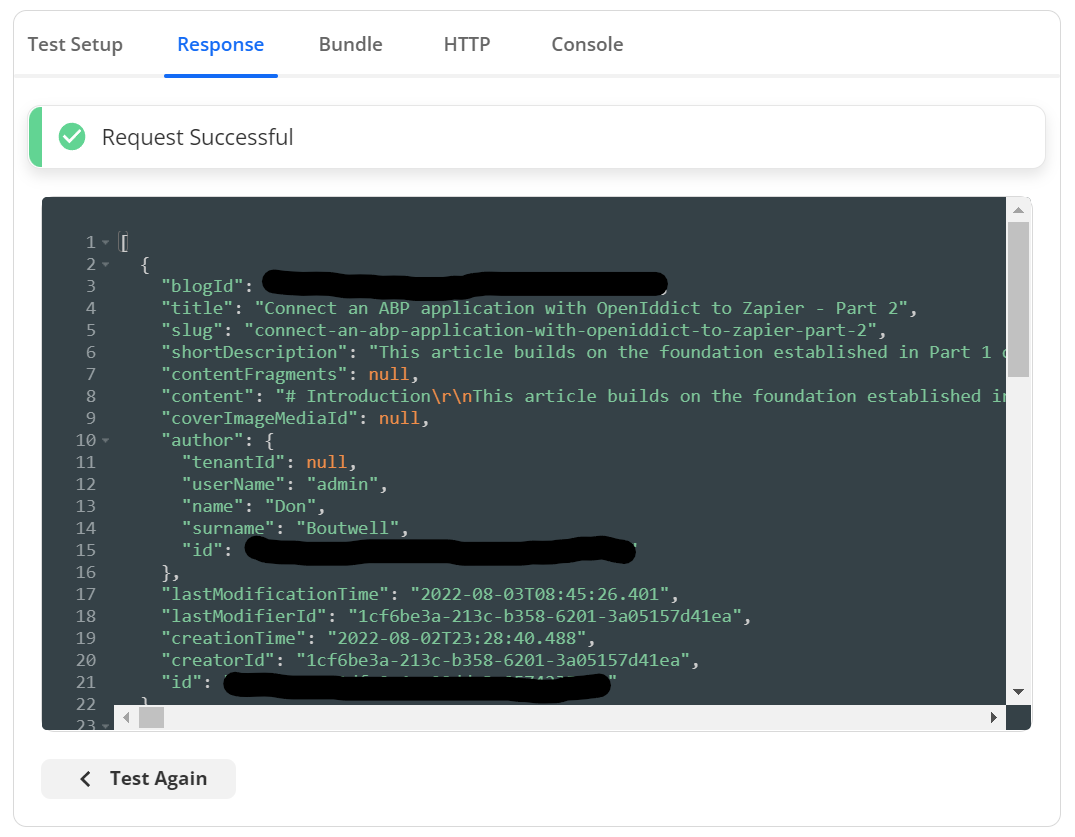 Test Setup Response Bundle HTTP Console
Request Successful
1 [
2 {
3 "blogId":
4 "title": "Connect an ABP application with OpenIddict to Zapier - Part 2",
5 "slug": "connect-an-abp-application-with-openiddict-to-zapier-part-2",
6 "shortDescription": "This article builds on the foundation established in Part 1
7 "contentFragments": null,
8 "content": "# Introduction\r\nThis article builds on the foundation established in
9 "coverImageMediaId": null,
10 "author": {
11 "tenantId": null,
12 "userName": "admin",
13 "name": "Don",
14 "surname": "Boutwell",
15 "id": "
16 },
17 "lastModificationTime": "2022-08-03T08:45:26.401",
18 "lastModifierId": "1cf6be3a-213c-b358-6201-3a05157d41ea",
19 "creationTime": "2022-08-02T23:28:40.488",
20 "creatorId": "1cf6be3a-213c-b358-6201-3a05157d41ea",
21 "id": "
22 }
23
Test Again